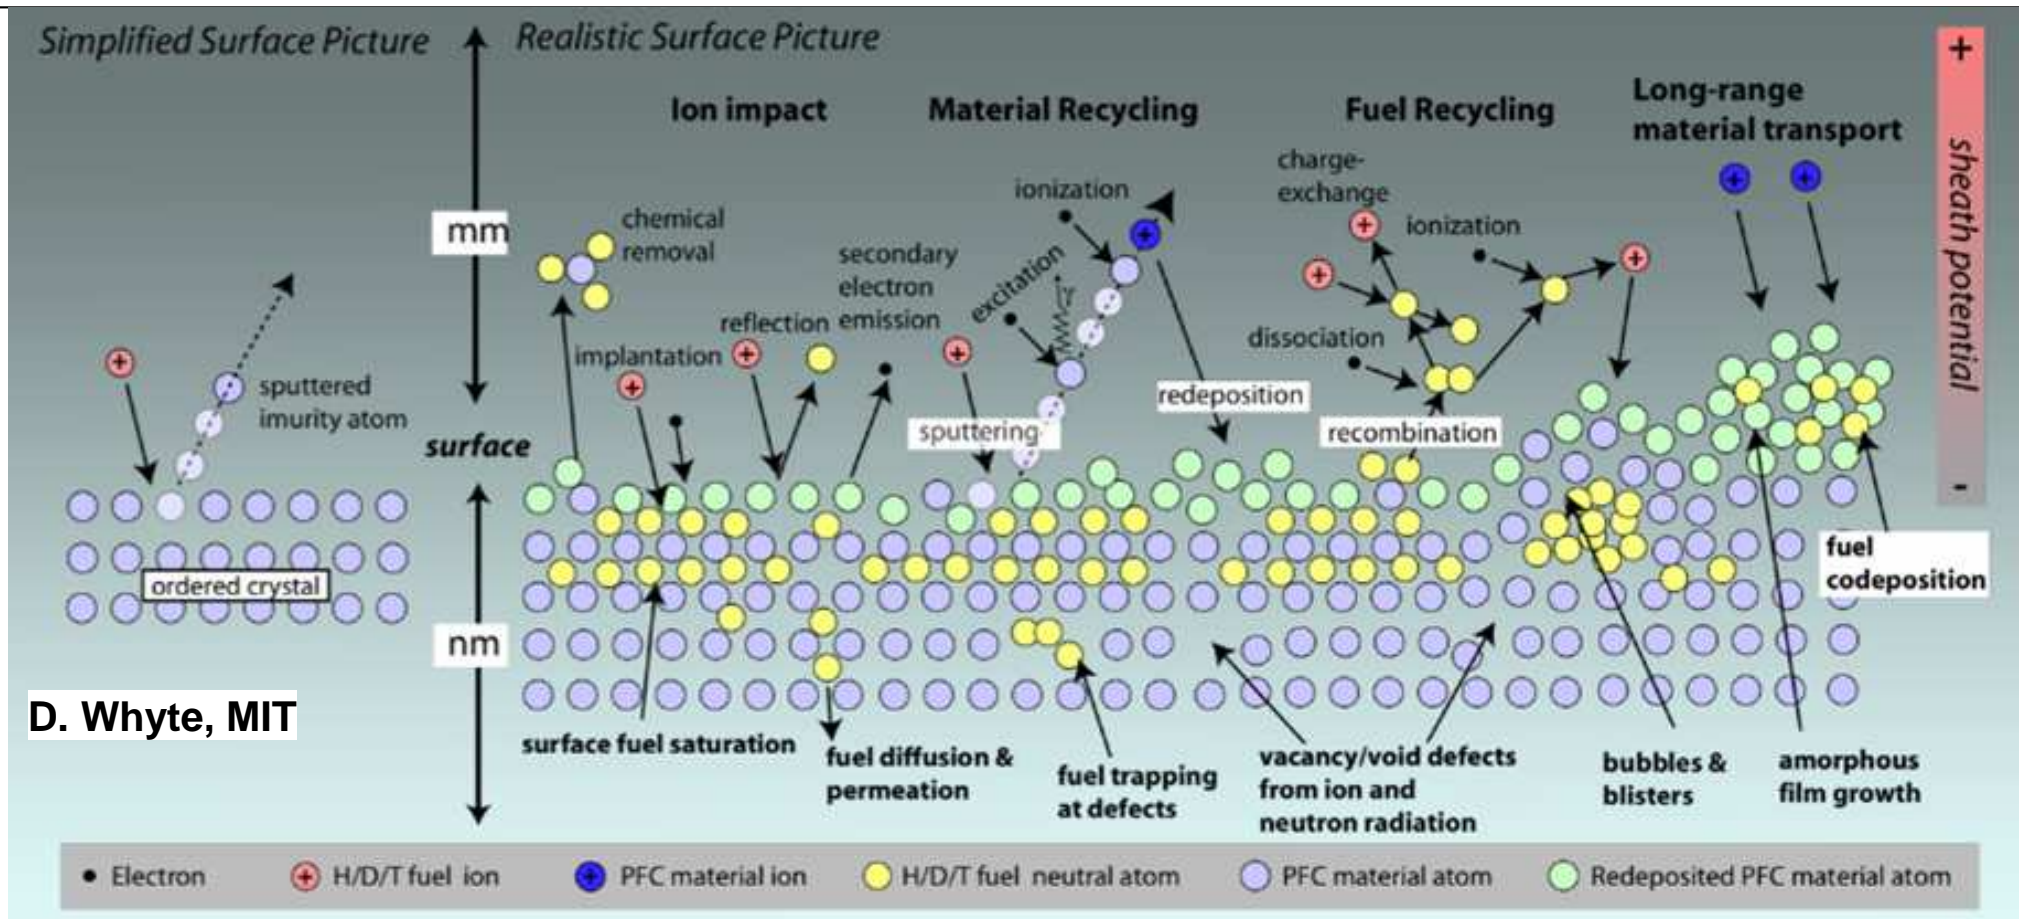 Simplified Surface Picture
Realistic Surface Picture
Ion impact
Material Recycling
Fuel Recycling
Long-range
material transport
+
sheath potential
-
mm
surface
nm
+
sputtered
imurity atom
ordered crystal
chemical
removal
implantation
+
reflection
+
secondary
electron
emission
+
sputtering
excitation
γ
ionization
+
redeposition
charge-
exchange
+
+
ionization
+
dissociation
recombination
+
+
fuel
codeposition
surface fuel saturation
fuel diffusion &
permeation
fuel trapping
at defects
vacancy/void defects
from ion and
neutron radiation
bubbles &
blisters
amorphous
film growth
D. Whyte, MIT
Electron
+ H/D/T fuel ion
+ PFC material ion
H/D/T fuel neutral atom
PFC material atom
Redeposited PFC material atom